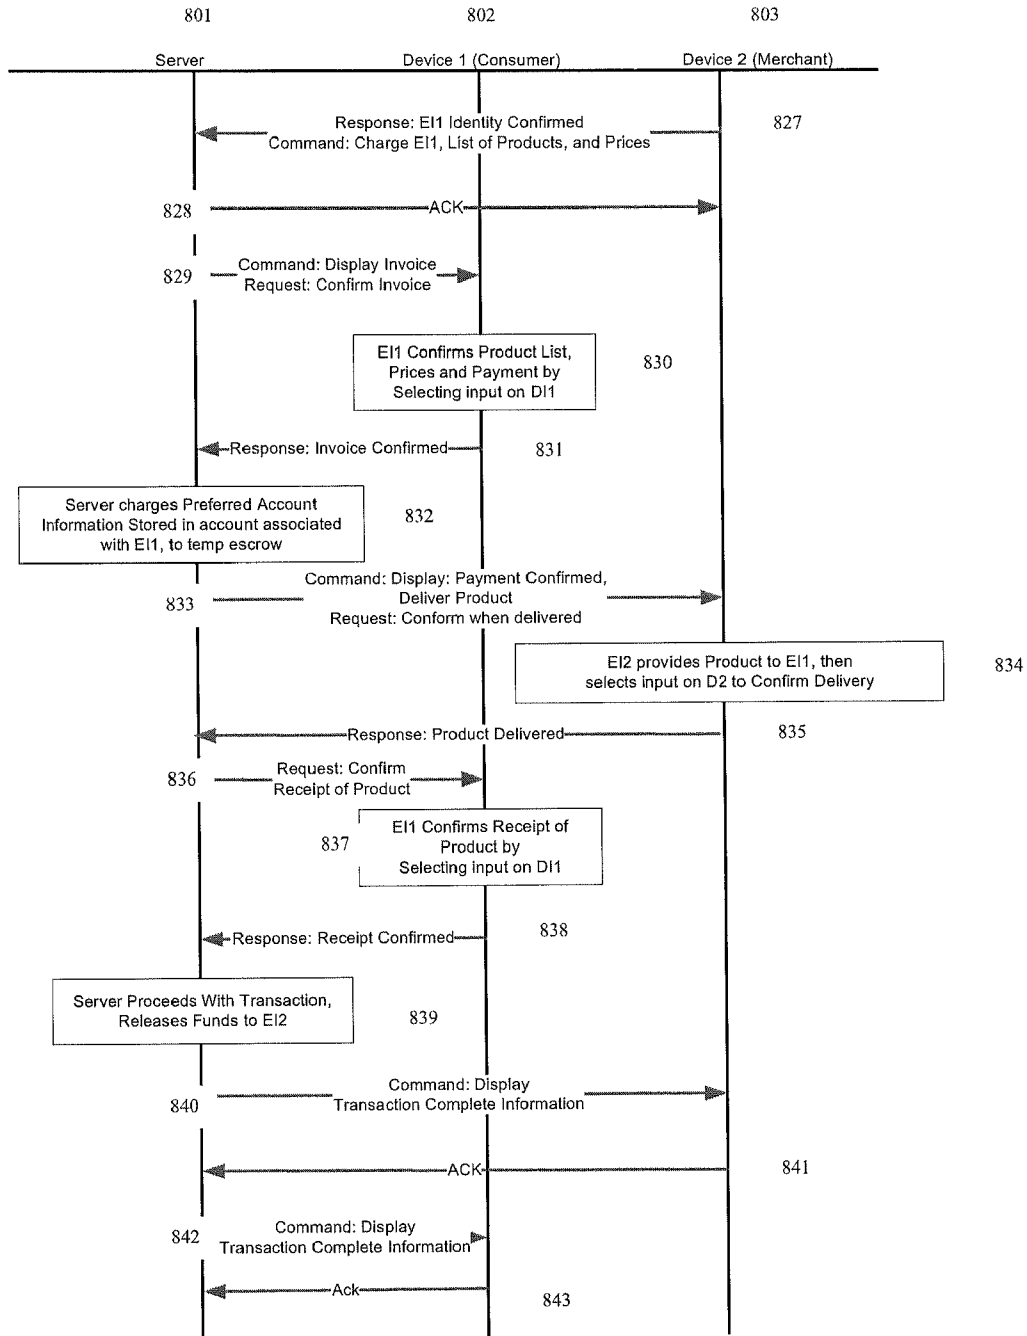 801
802
803
Server
Device 1 (Consumer)
Device 2 (Merchant)
Response: EI1 Identity Confirmed
Command: Charge EI1, List of Products, and Prices
827
828
ACK
829
Command: Display Invoice
Request: Confirm Invoice
EI1 Confirms Product List,
Prices and Payment by
Selecting input on DI1
830
Response: Invoice Confirmed
831
Server charges Preferred Account
Information Stored in account associated
with EI1, to temp escrow
832
833
Command: Display: Payment Confirmed,
Deliver Product
Request: Conform when delivered
EI2 provides Product to EI1, then
selects input on D2 to Confirm Delivery
834
Response: Product Delivered
835
836
Request: Confirm
Receipt of Product
837
EI1 Confirms Receipt of
Product by
Selecting input on DI1
Response: Receipt Confirmed
838
Server Proceeds With Transaction,
Releases Funds to EI2
839
840
Command: Display
Transaction Complete Information
ACK
841
842
Command: Display
Transaction Complete Information
Ack
843